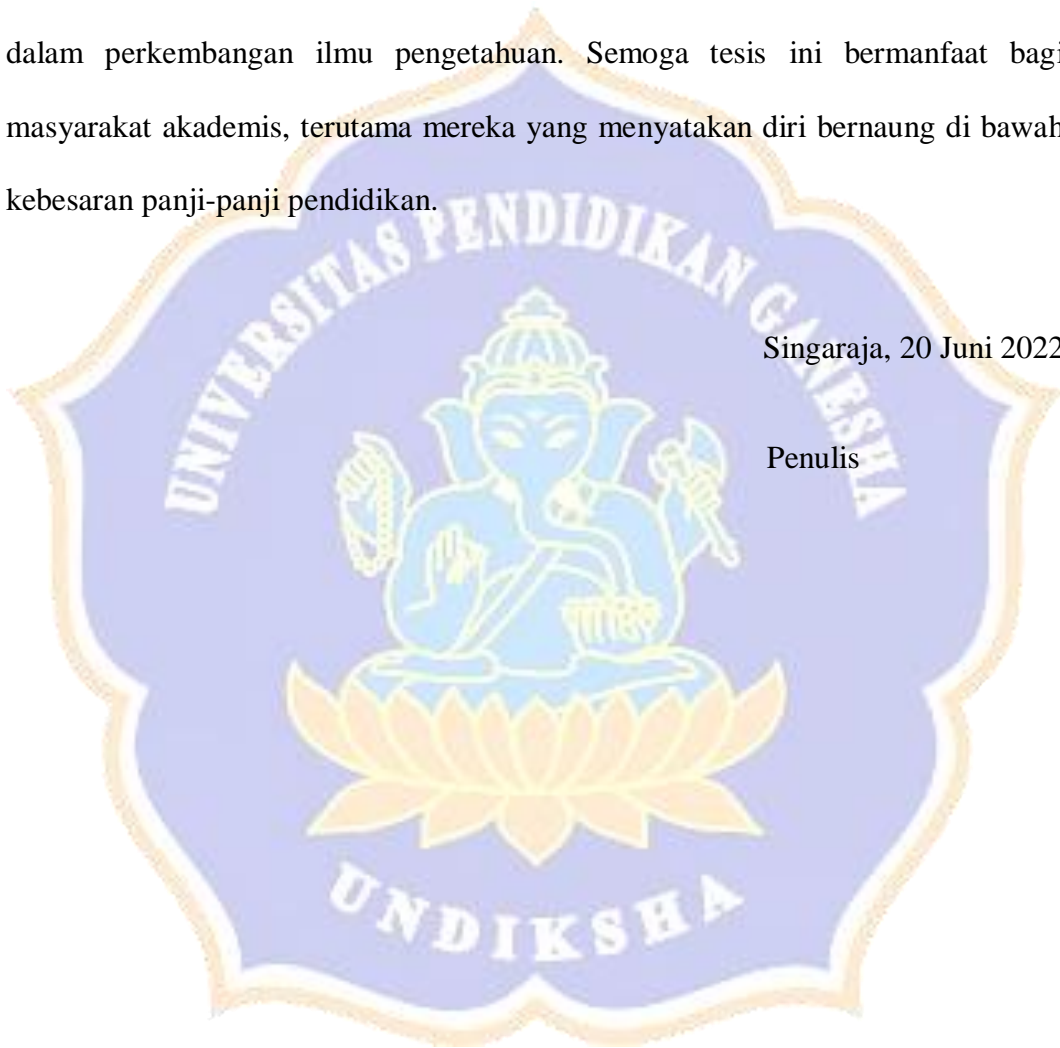 dalam perkembangan ilmu pengetahuan. Semoga tesis ini bermanfaat bagi
masyarakat akademis, terutama mereka yang menyatakan diri bernaung di bawah
kebesaran panji-panji pendidikan.
UNIVERSITAS PENDIDIKAN GANESHA
Singaraja, 20 Juni 2022
Penulis
UNDIKSHA